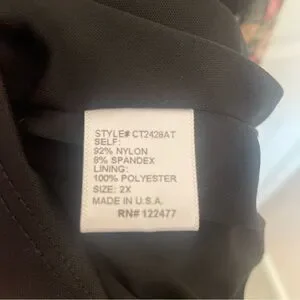 STYLE# CT2428AT
SELF:
92% NYLON
8% SPANDEX
LINING:
100% POLYESTER
SIZE: 2X
MADE IN U.S.A.
RN# 122477